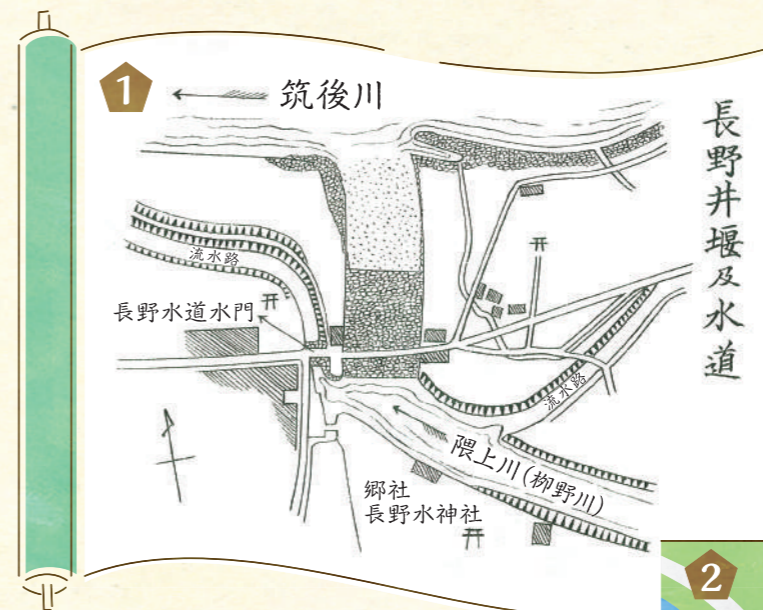 1
筑後川
長野井堰及水道
流水路
長野水道水門
流水路
隈上川(栁野川)
郷社
長野水神社
2